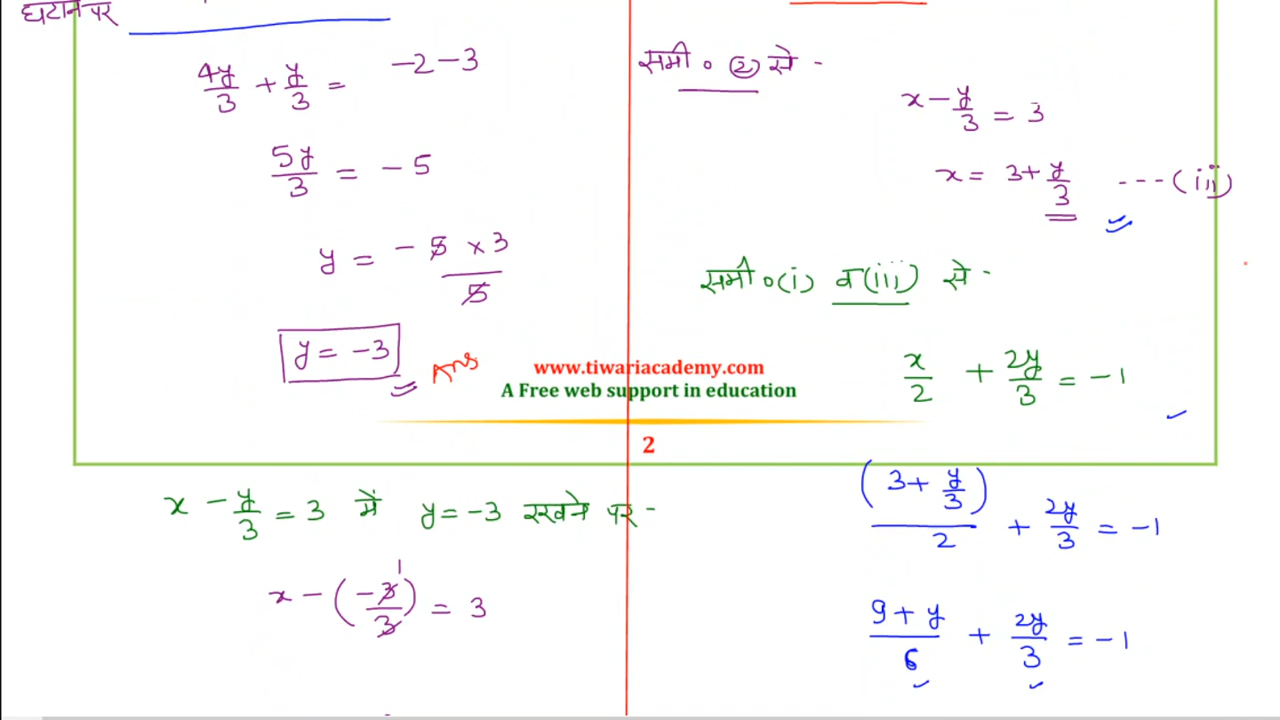 घटाने पर
4y/3 + y/3 = -2-3
5y/3 = -5
y = -5 × 3/5
y = -3 Ans
x - y/3 = 3 में y = -3 रखने पर -
x - (-3/3) = 3
1
समी० ② से -
x - y/3 = 3
x = 3 + y/3 ---(iii)
समी०(i) व (iii) से -
x/2 + 2y/3 = -1
(3 + y/3)/2 + 2y/3 = -1
9 + y/6 + 2y/3 = -1
www.tiwariacademy.com
A Free web support in education
2